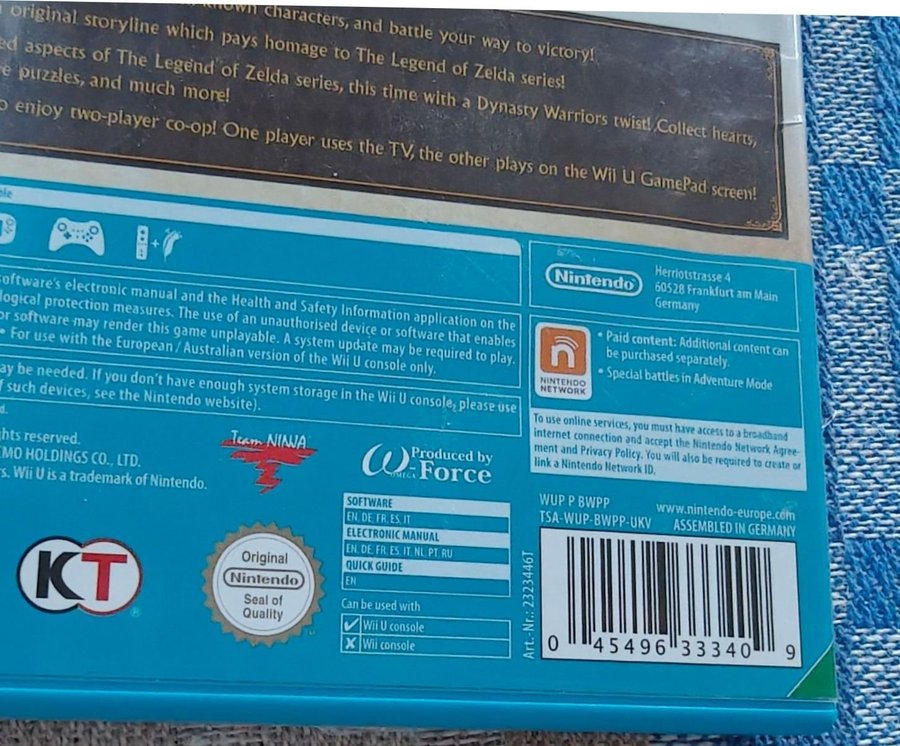 known characters, and battle your way to victory!
original storyline which pays homage to The Legend of Zelda series!
aspects of The Legend of Zelda series, this time with a Dynasty Warriors twist! Collect hearts,
puzzles, and much more!
enjoy two-player co-op! One player uses the TV, the other plays on the Wii U GamePad screen!
Nintendo
Herriotstrasse 4
60528 Frankfurt am Main
Germany
software's electronic manual and the Health and Safety Information application on the
logical protection measures. The use of an unauthorised device or software that enables
or software may render this game unplayable. A system update may be required to play.
• For use with the European / Australian version of the Wii U console only.
NINTENDO
NETWORK
• Paid content: Additional content can
be purchased separately.
• Special battles in Adventure Mode
may be needed. If you don't have enough system storage in the Wii U console, please use
such devices, see the Nintendo website).
To use online services, you must have access to a broadband
internet connection and accept the Nintendo Network Agree-
ment and Privacy Policy. You will also be required to create or
link a Nintendo Network ID.
rights reserved.
HOLDINGS CO., LTD.
Wii U is a trademark of Nintendo.
Team NINJA
Produced by
OMEGA-Force
WUP P BWPP
TSA-WUP-BWPP-UKV
www.nintendo-europe.com
ASSEMBLED IN GERMANY
SOFTWARE
EN, DE, FR, ES, IT
ELECTRONIC MANUAL
EN, DE, FR, ES, IT, NL, PT, RU
QUICK GUIDE
EN
Can be used with
Wii U console
Wii console
KT
®
Original
Nintendo
Seal of
Quality
Art.-Nr.: 2323446T
0 45496 33340 9